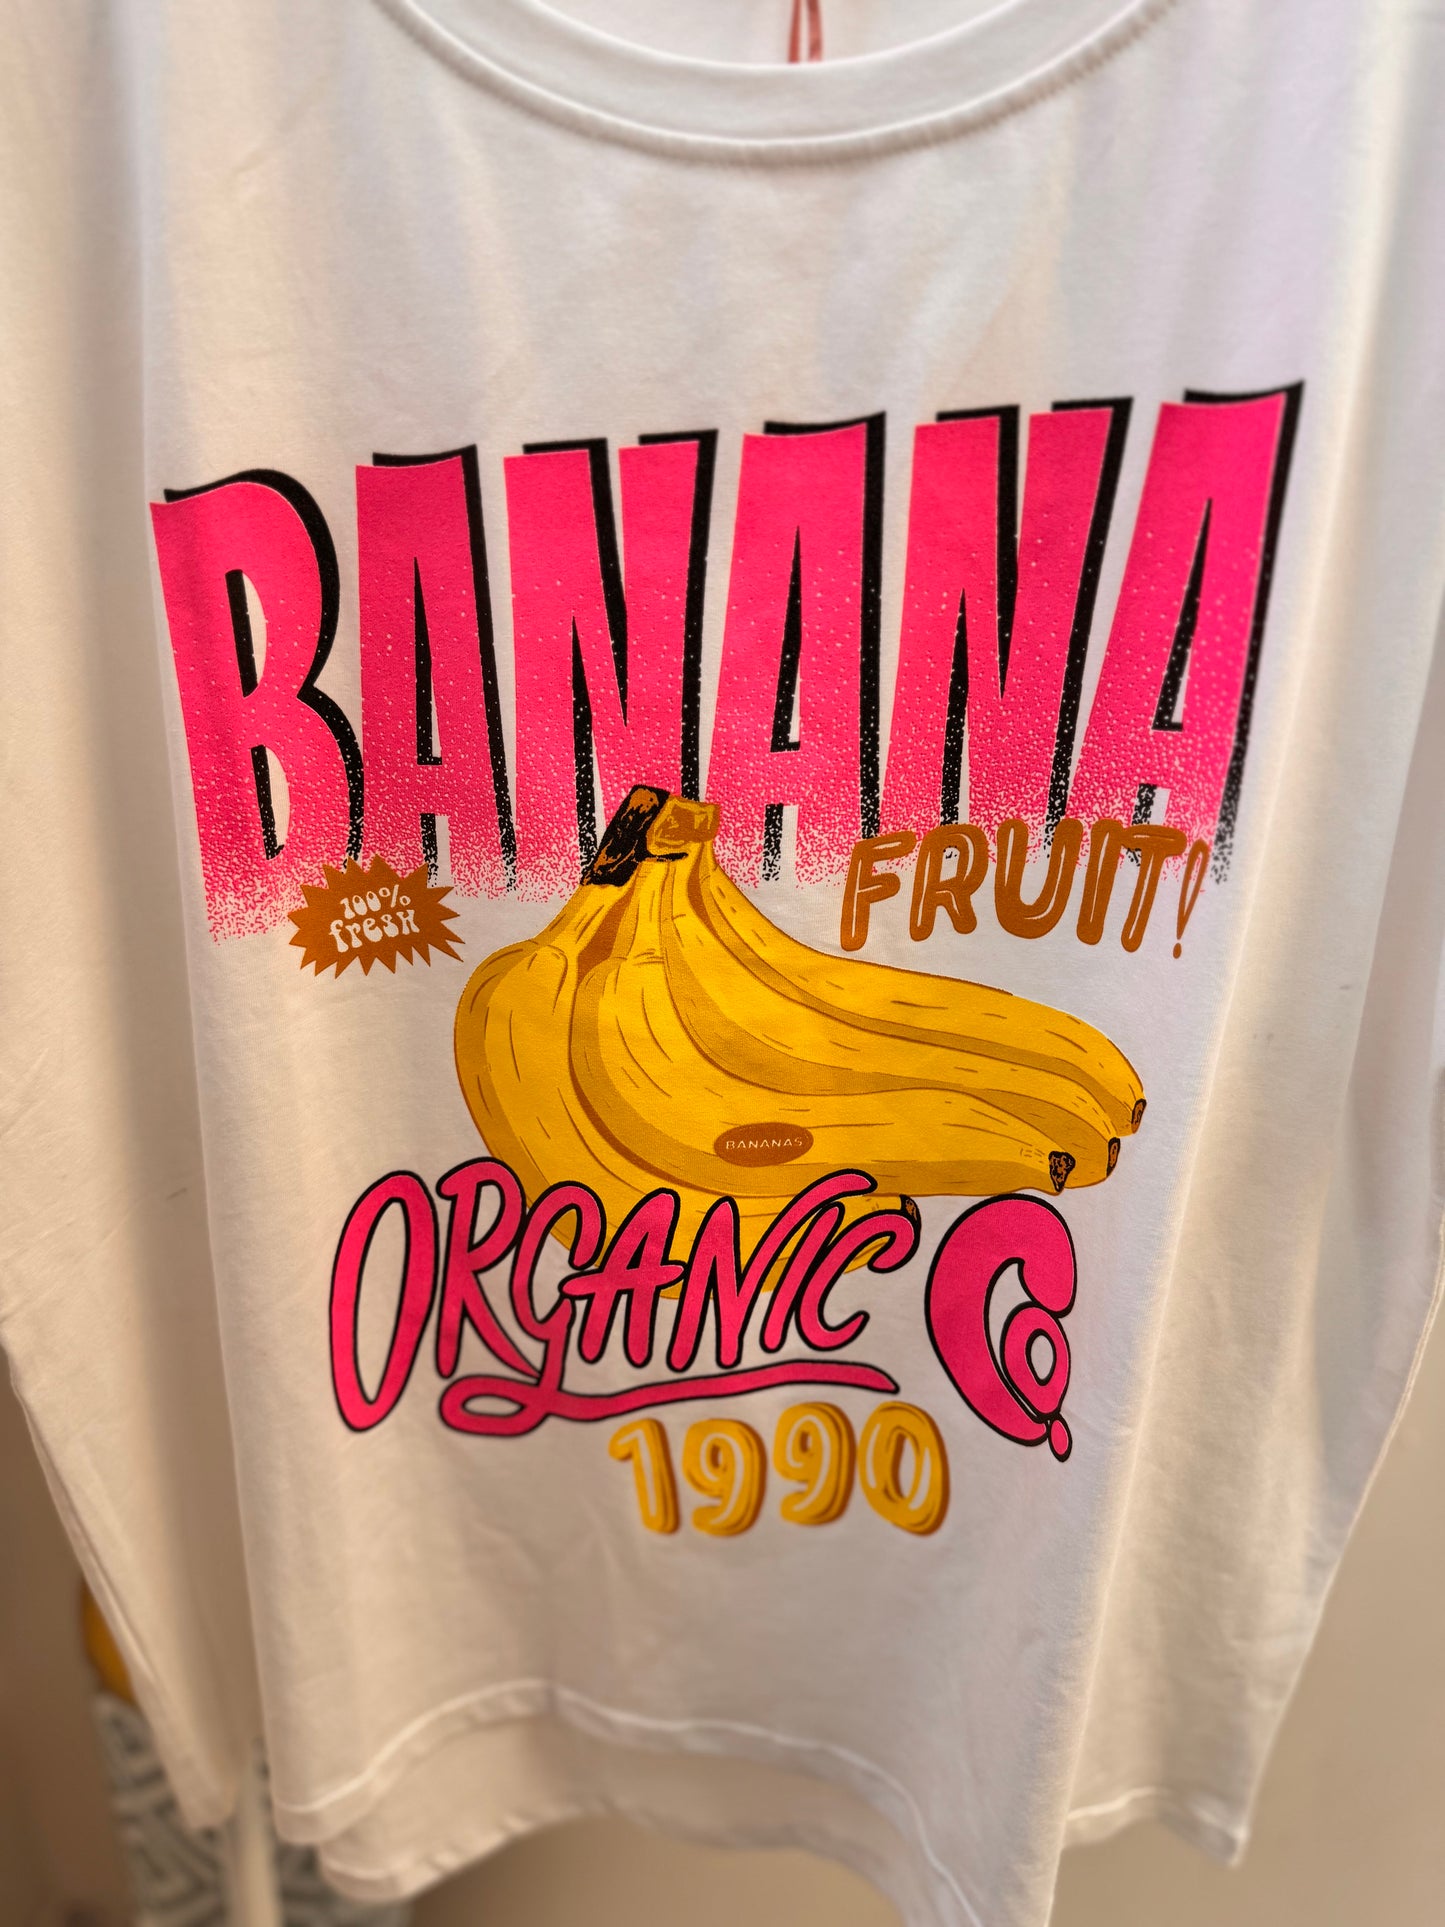 BANANA
FRUIT!
100%
fresh
BANANAS
ORGANIC Co.
1990